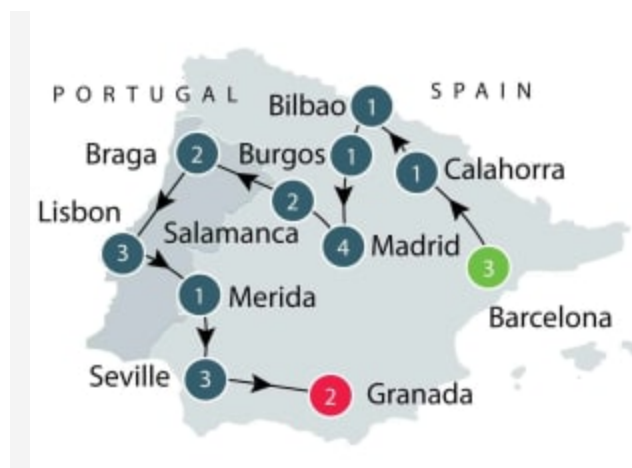 PORTUGAL
SPAIN
Bilbao 1
Braga 2
Burgos 1
1 Calahorra
2
Salamanca
Lisbon
3
4 Madrid
3
Barcelona
1 Merida
Seville 3
2 Granada